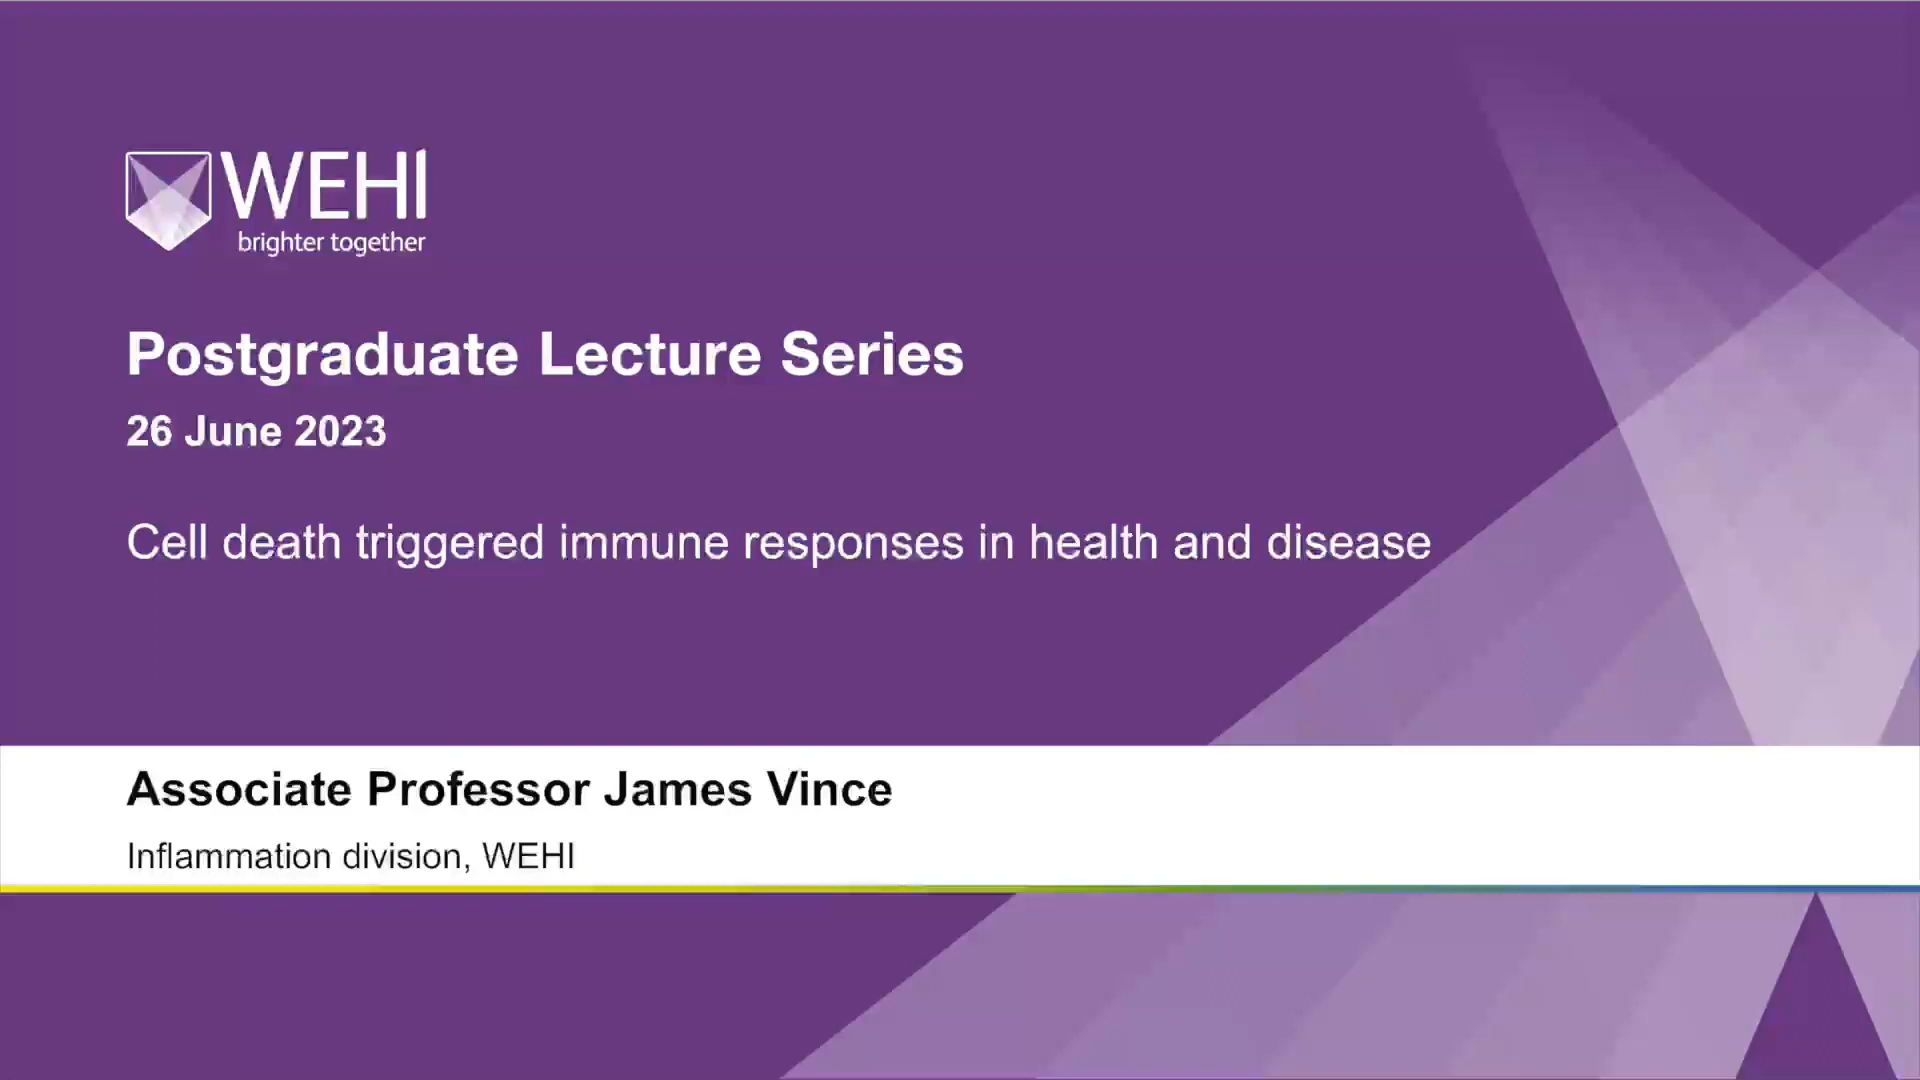 WEHI
brighter together
Postgraduate Lecture Series
26 June 2023
Cell death triggered immune responses in health and disease
Associate Professor James Vince
Inflammation division, WEHI